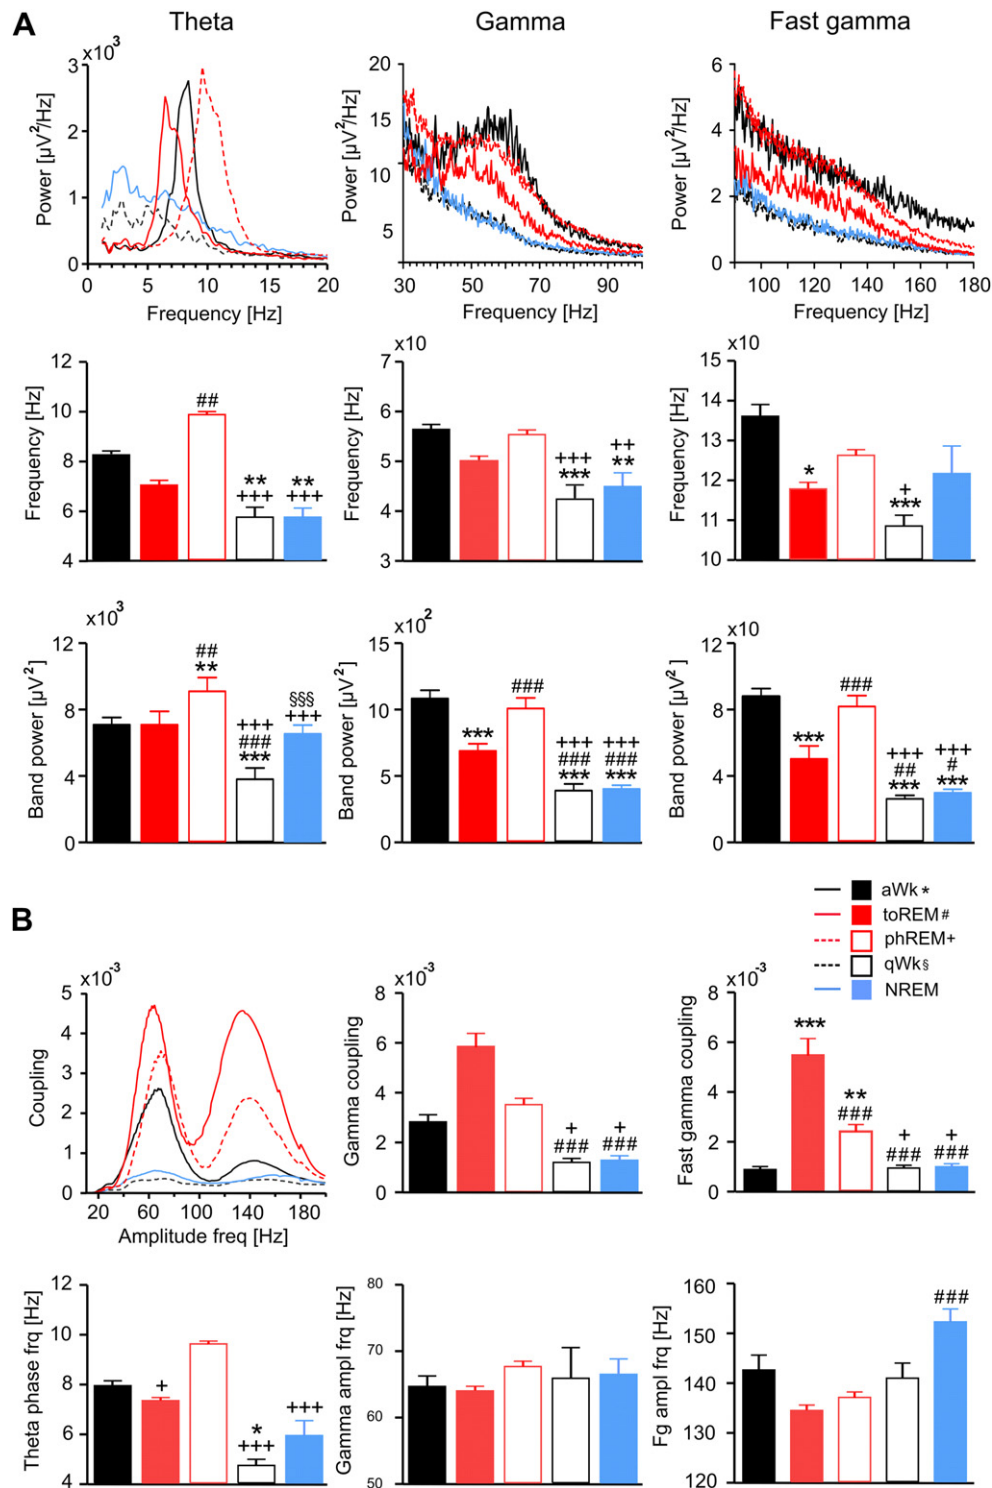 A
Theta
Gamma
Fast gamma
x10³
Power [µV²/Hz]
3
2
1
0
0 5 10 15 20
Frequency [Hz]
Power [µV²/Hz]
20
15
10
5
30 50 70 90
Frequency [Hz]
Power [µV²/Hz]
6
4
2
0
100 120 140 160 180
Frequency [Hz]
Frequency [Hz]
12
10
8
6
4
##
**
+++
**
+++
x10
Frequency [Hz]
7
6
5
4
3
+++
***
++
**
x10
Frequency [Hz]
15
13
12
11
10
*
+
***
x10³
Band power [µV²]
12
8
4
0
##
**
+++
###
***
§§§
+++
x10²
Band power [µV²]
15
10
5
0
***
###
+++
###
***
+++
###
***
x10
Band power [µV²]
12
8
4
0
***
###
+++
##
***
+++
#
***
aWk *
toREM #
phREM +
qWk §
NREM
B
x10⁻³
Coupling
5
4
3
2
1
0
20 60 100 140 180
Amplitude freq [Hz]
x10⁻³
Gamma coupling
8
6
4
2
0
+
###
+
###
x10⁻³
Fast gamma coupling
8
6
4
2
0
***
**
###
+
###
+
###
Theta phase frq [Hz]
12
10
8
6
4
+
*
+++
+++
Gamma ampl frq [Hz]
80
70
60
50
Fg ampl frq [Hz]
160
150
140
130
120
###